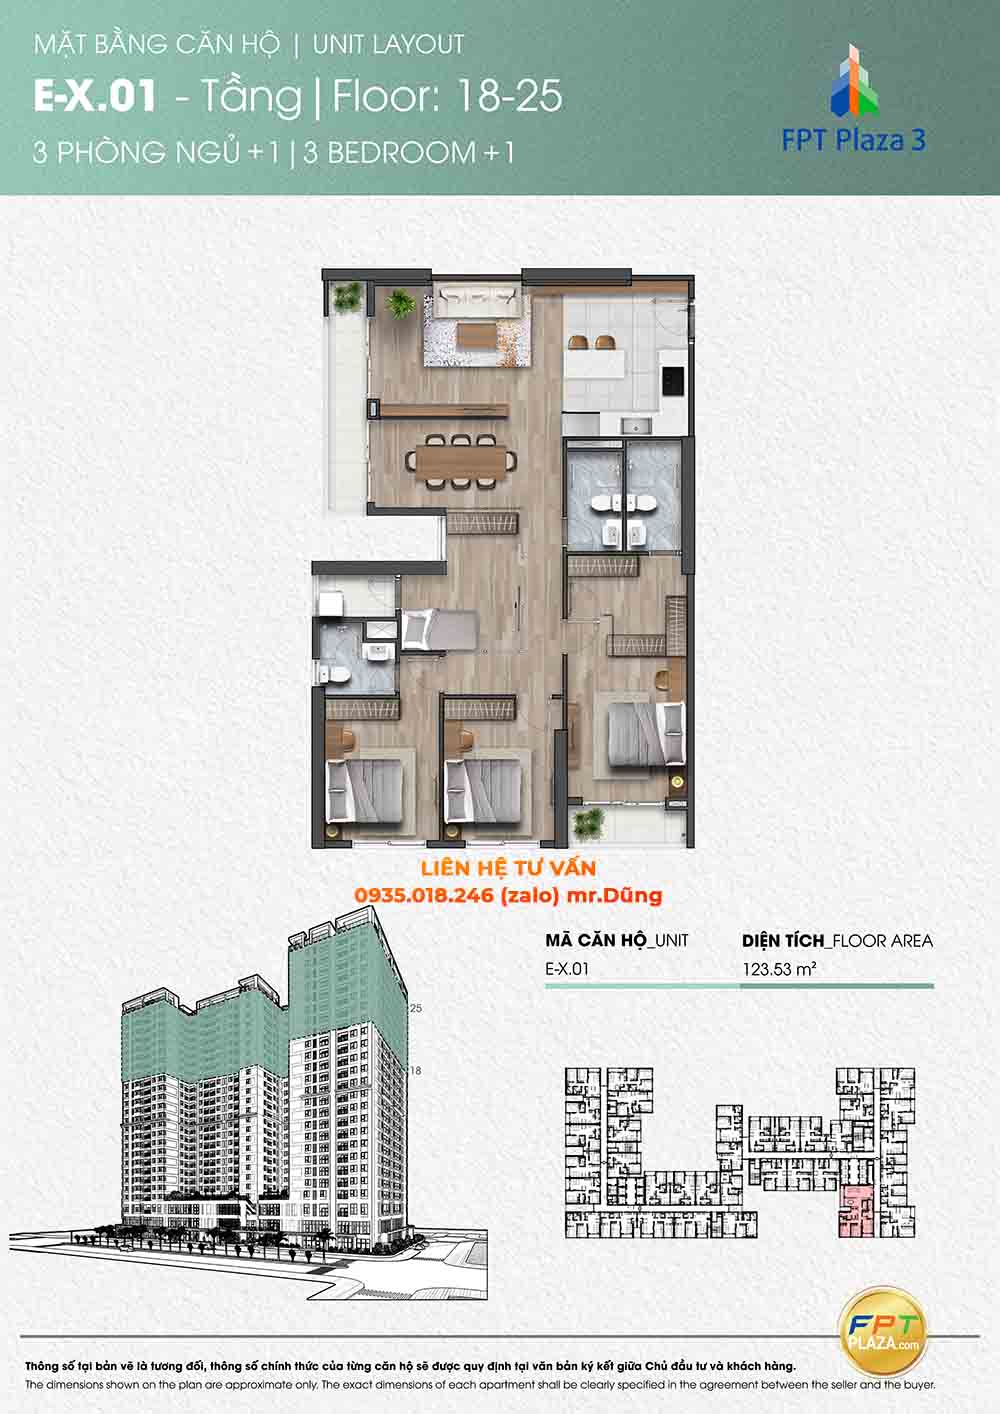 MẶT BẰNG CĂN HỘ | UNIT LAYOUT
E-X.01 - Tầng | Floor: 18-25
3 PHÒNG NGỦ +1 | 3 BEDROOM +1
FPT Plaza 3
LIÊN HỆ TƯ VẤN
0935.018.246 (zalo) mr.Dũng
MÃ CĂN HỘ_UNIT
E-X.01
DIỆN TÍCH_FLOOR AREA
123.53 m²
25
18
FPT
PLAZA.com
Thông số tại bản vẽ là tương đối, thông số chính thức của từng căn hộ sẽ được quy định tại văn bản ký kết giữa Chủ đầu tư và khách hàng.
The dimensions shown on the plan are approximate only. The exact dimensions of each apartment shall be clearly specified in the agreement between the seller and the buyer.